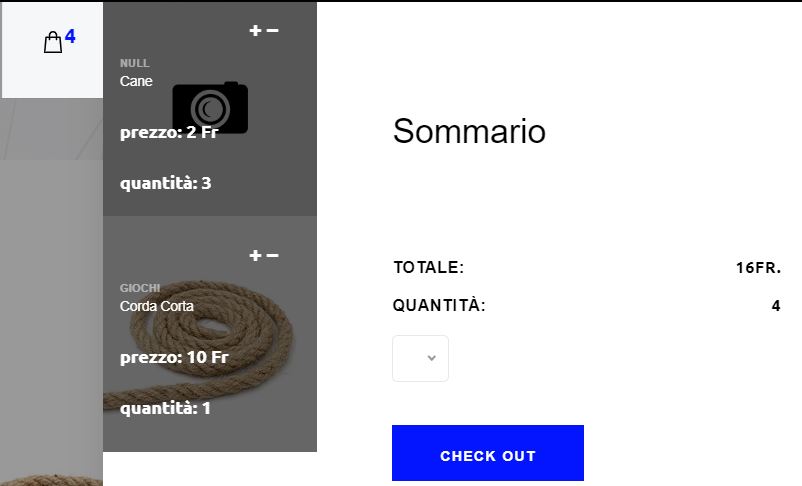 4
+ −
NULL
Cane
prezzo: 2 Fr
quantità: 3
+ −
GIOCHI
Corda Corta
prezzo: 10 Fr
quantità: 1
Sommario
TOTALE: 16FR.
QUANTITÀ: 4
CHECK OUT